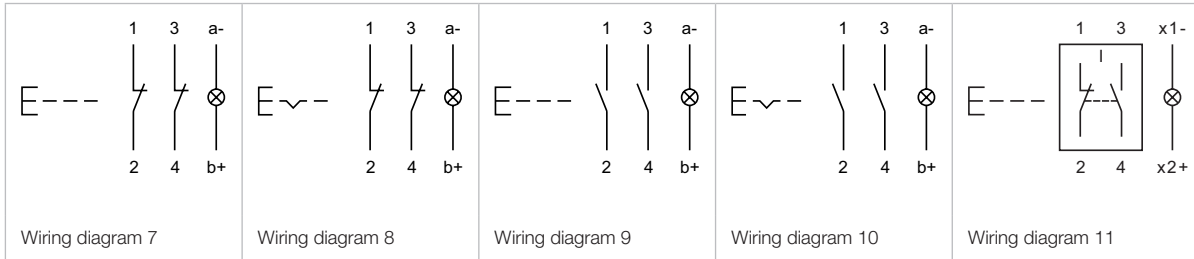 1 3 a-
2 4 b+
Wiring diagram 7
1 3 a-
2 4 b+
Wiring diagram 8
1 3 a-
2 4 b+
Wiring diagram 9
1 3 a-
2 4 b+
Wiring diagram 10
1 3 x1-
2 4 x2+
Wiring diagram 11